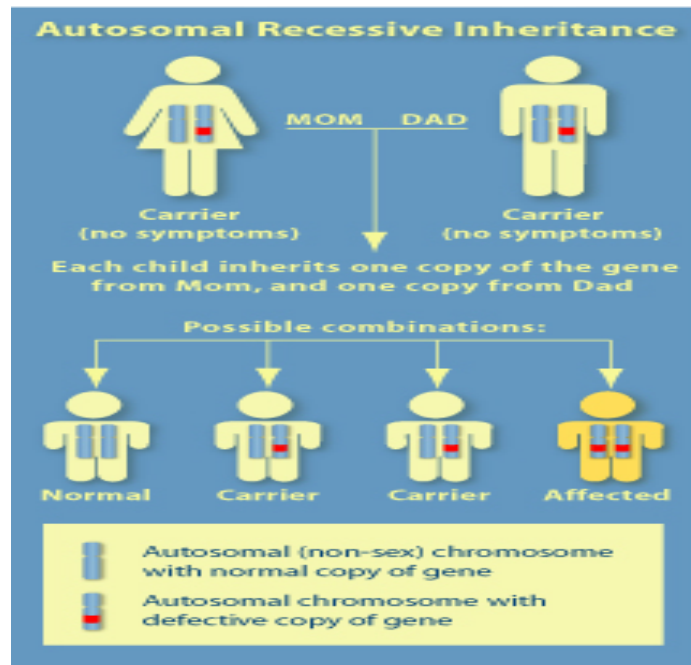 Autosomal Recessive Inheritance
MOM DAD
Carrier
(no symptoms)
Carrier
(no symptoms)
Each child inherits one copy of the gene
from Mom, and one copy from Dad
Possible combinations:
Normal Carrier Carrier Affected
Autosomal (non-sex) chromosome
with normal copy of gene
Autosomal chromosome with
defective copy of gene